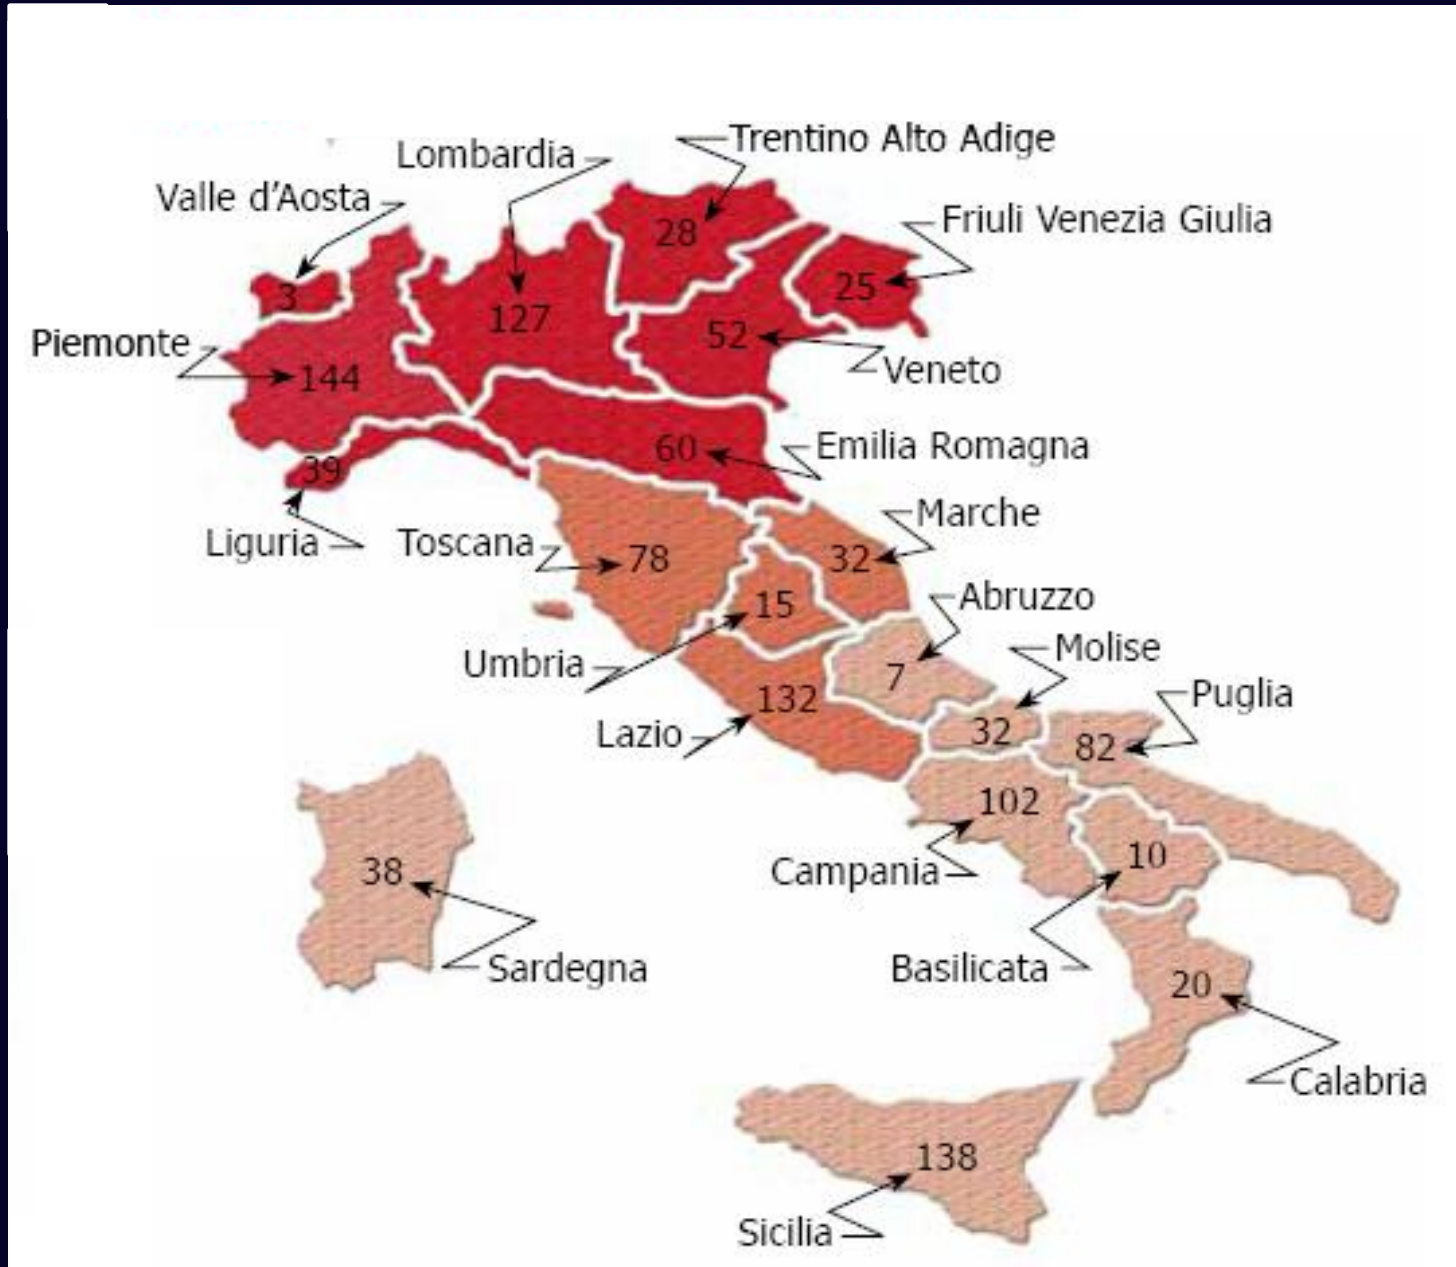 Trentino Alto Adige
Lombardia
Valle d'Aosta
Friuli Venezia Giulia
28
25
3
127
52
Piemonte
Veneto
144
Emilia Romagna
60
39
Marche
Liguria
Toscana
78
32
Abruzzo
15
Molise
Umbria
7
Puglia
132
Lazio
32
82
102
38
Campania
10
Sardegna
Basilicata
20
Calabria
138
Sicilia